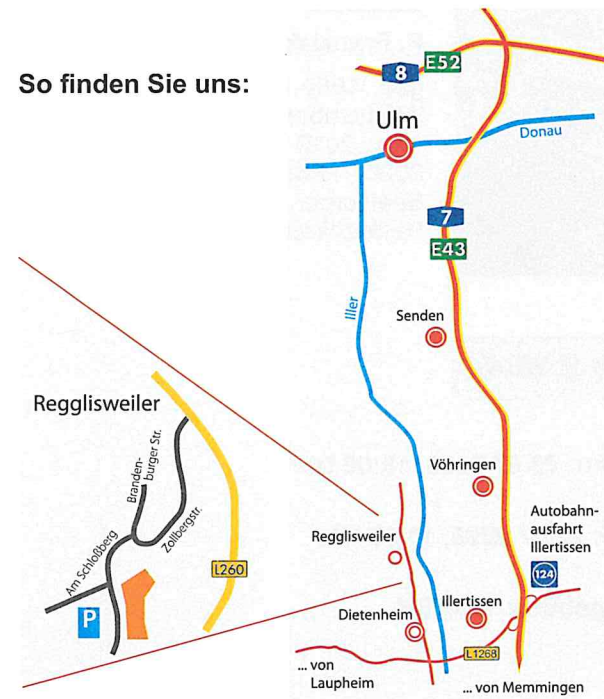 So finden Sie uns:
8
E52
Ulm
Donau
7
E43
Iller
Senden
Regglisweiler
Branden-
burger Str.
Zollbergstr.
Am Schloßberg
L260
P
Vöhringen
Autobahn-
ausfahrt
Illertissen
124
Regglisweiler
Dietenheim
Illertissen
L1268
... von
Laupheim
... von Memmingen